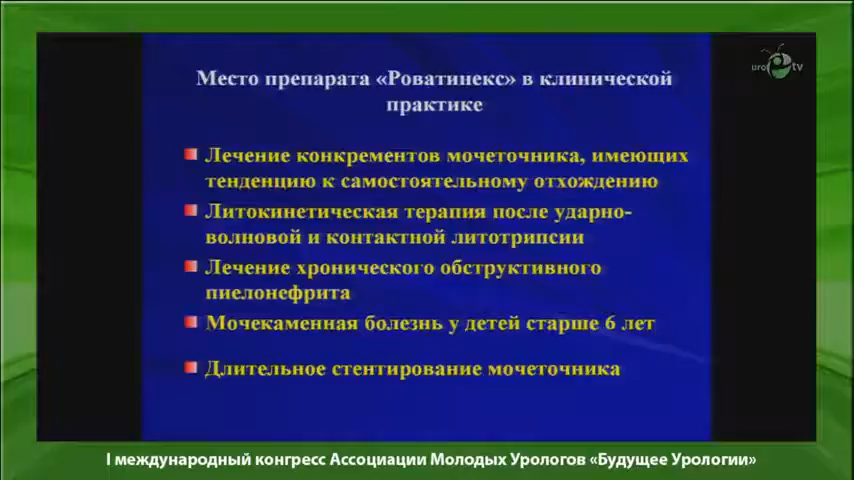 uro tv
Место препарата «Роватинекс» в клинической
практике
Лечение конкрементов мочеточника, имеющих
тенденцию к самостоятельному отхождению
Литокинетическая терапия после ударно-
волновой и контактной литотрипсии
Лечение хронического обструктивного
пиелонефрита
Мочекаменная болезнь у детей старше 6 лет
Длительное стентирование мочеточника
I международный конгресс Ассоциации Молодых Урологов «Будущее Урологии»